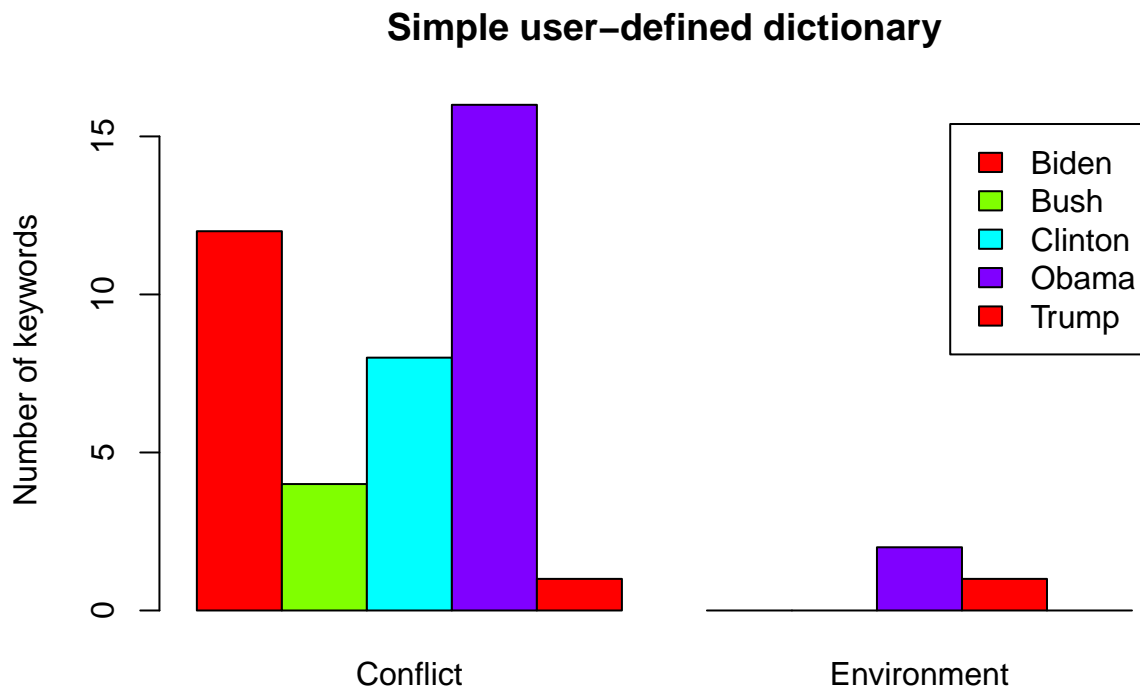 Simple user−defined dictionary
Number of keywords
15
10
5
0
Biden
Bush
Clinton
Obama
Trump
Conflict
Environment